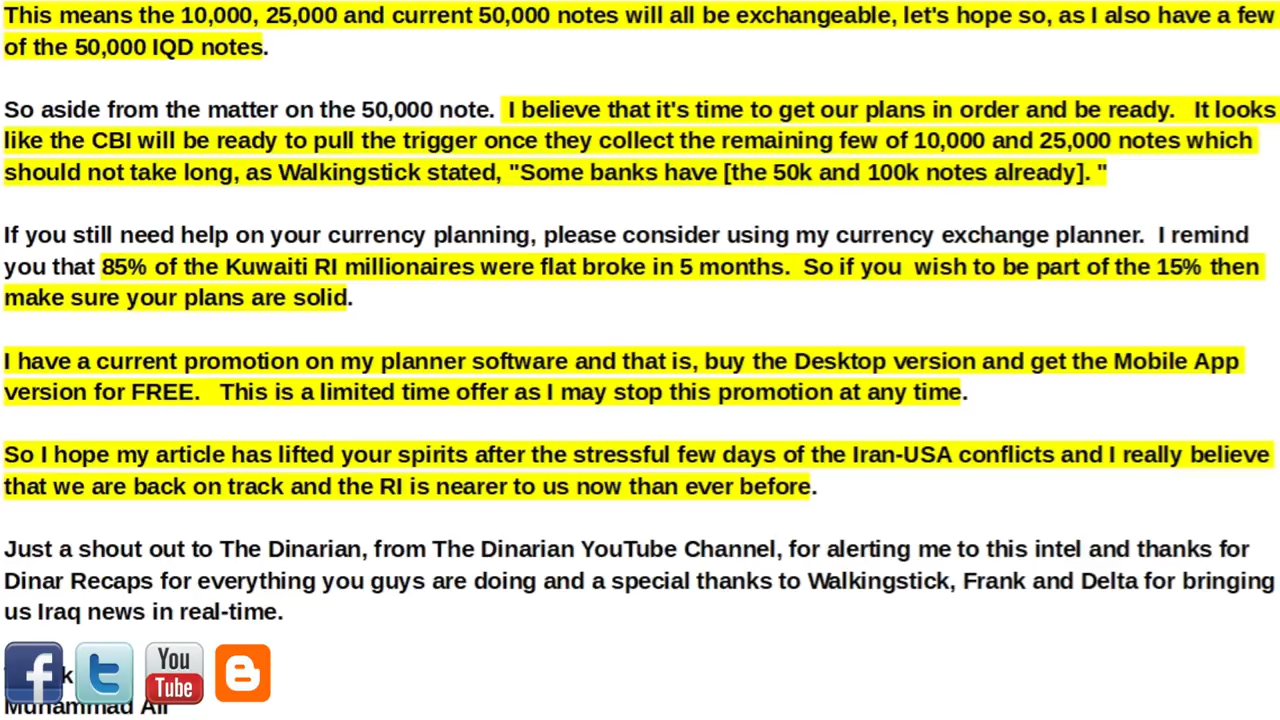 This means the 10,000, 25,000 and current 50,000 notes will all be exchangeable, let's hope so, as I also have a few
of the 50,000 IQD notes.
So aside from the matter on the 50,000 note.  I believe that it's time to get our plans in order and be ready.   It looks
like the CBI will be ready to pull the trigger once they collect the remaining few of 10,000 and 25,000 notes which
should not take long, as Walkingstick stated, "Some banks have [the 50k and 100k notes already]. "
If you still need help on your currency planning, please consider using my currency exchange planner.  I remind
you that 85% of the Kuwaiti RI millionaires were flat broke in 5 months.  So if you  wish to be part of the 15% then
make sure your plans are solid.
I have a current promotion on my planner software and that is, buy the Desktop version and get the Mobile App
version for FREE.   This is a limited time offer as I may stop this promotion at any time.
So I hope my article has lifted your spirits after the stressful few days of the Iran-USA conflicts and I really believe
that we are back on track and the RI is nearer to us now than ever before.
Just a shout out to The Dinarian, from The Dinarian YouTube Channel, for alerting me to this intel and thanks for
Dinar Recaps for everything you guys are doing and a special thanks to Walkingstick, Frank and Delta for bringing
us Iraq news in real-time.
You
Tube
Muhammad Ali